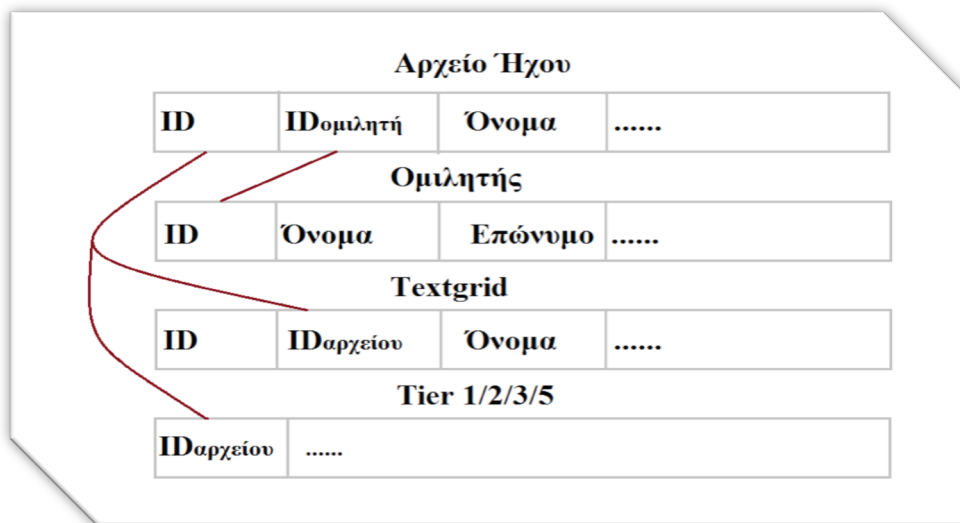 Αρχείο Ήχου
ID IDομιλητή Όνομα ......
Ομιλητής
ID Όνομα Επώνυμο ......
Textgrid
ID IDαρχείου Όνομα ......
Tier 1/2/3/5
IDαρχείου ......